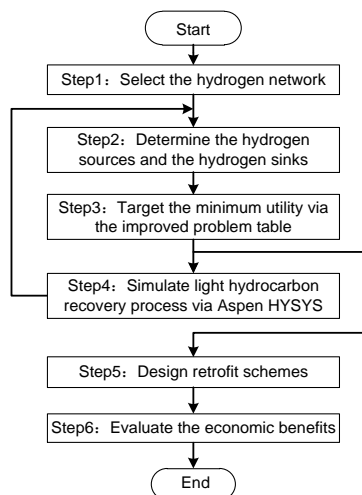 Start
Step1：Select the hydrogen network
Step2：Determine the hydrogen
sources and the hydrogen sinks
Step3：Target the minimum utility via
the improved problem table
Step4：Simulate light hydrocarbon
recovery process via Aspen HYSYS
Step5：Design retrofit schemes
Step6：Evaluate the economic benefits
End